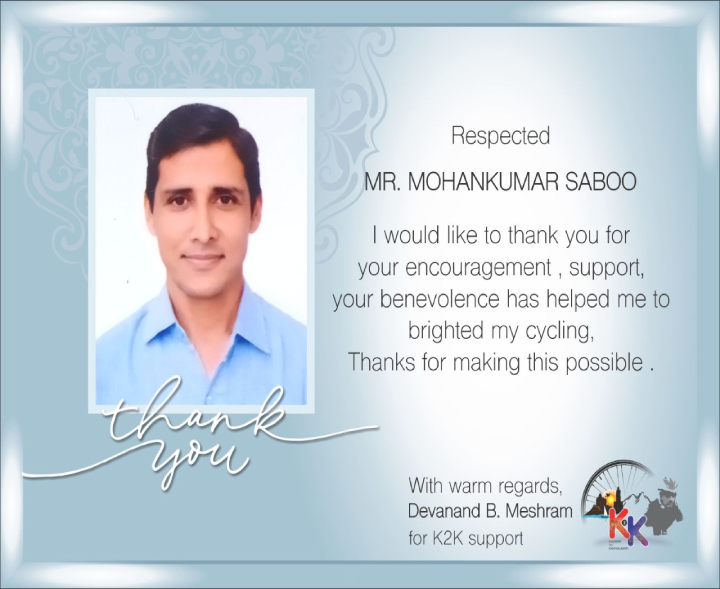 Respected
MR. MOHANKUMAR SABOO
I would like to thank you for
your encouragement , support,
your benevolence has helped me to
brighted my cycling,
Thanks for making this possible .
thank
you
With warm regards,
Devanand B. Meshram
for K2K support
K2K